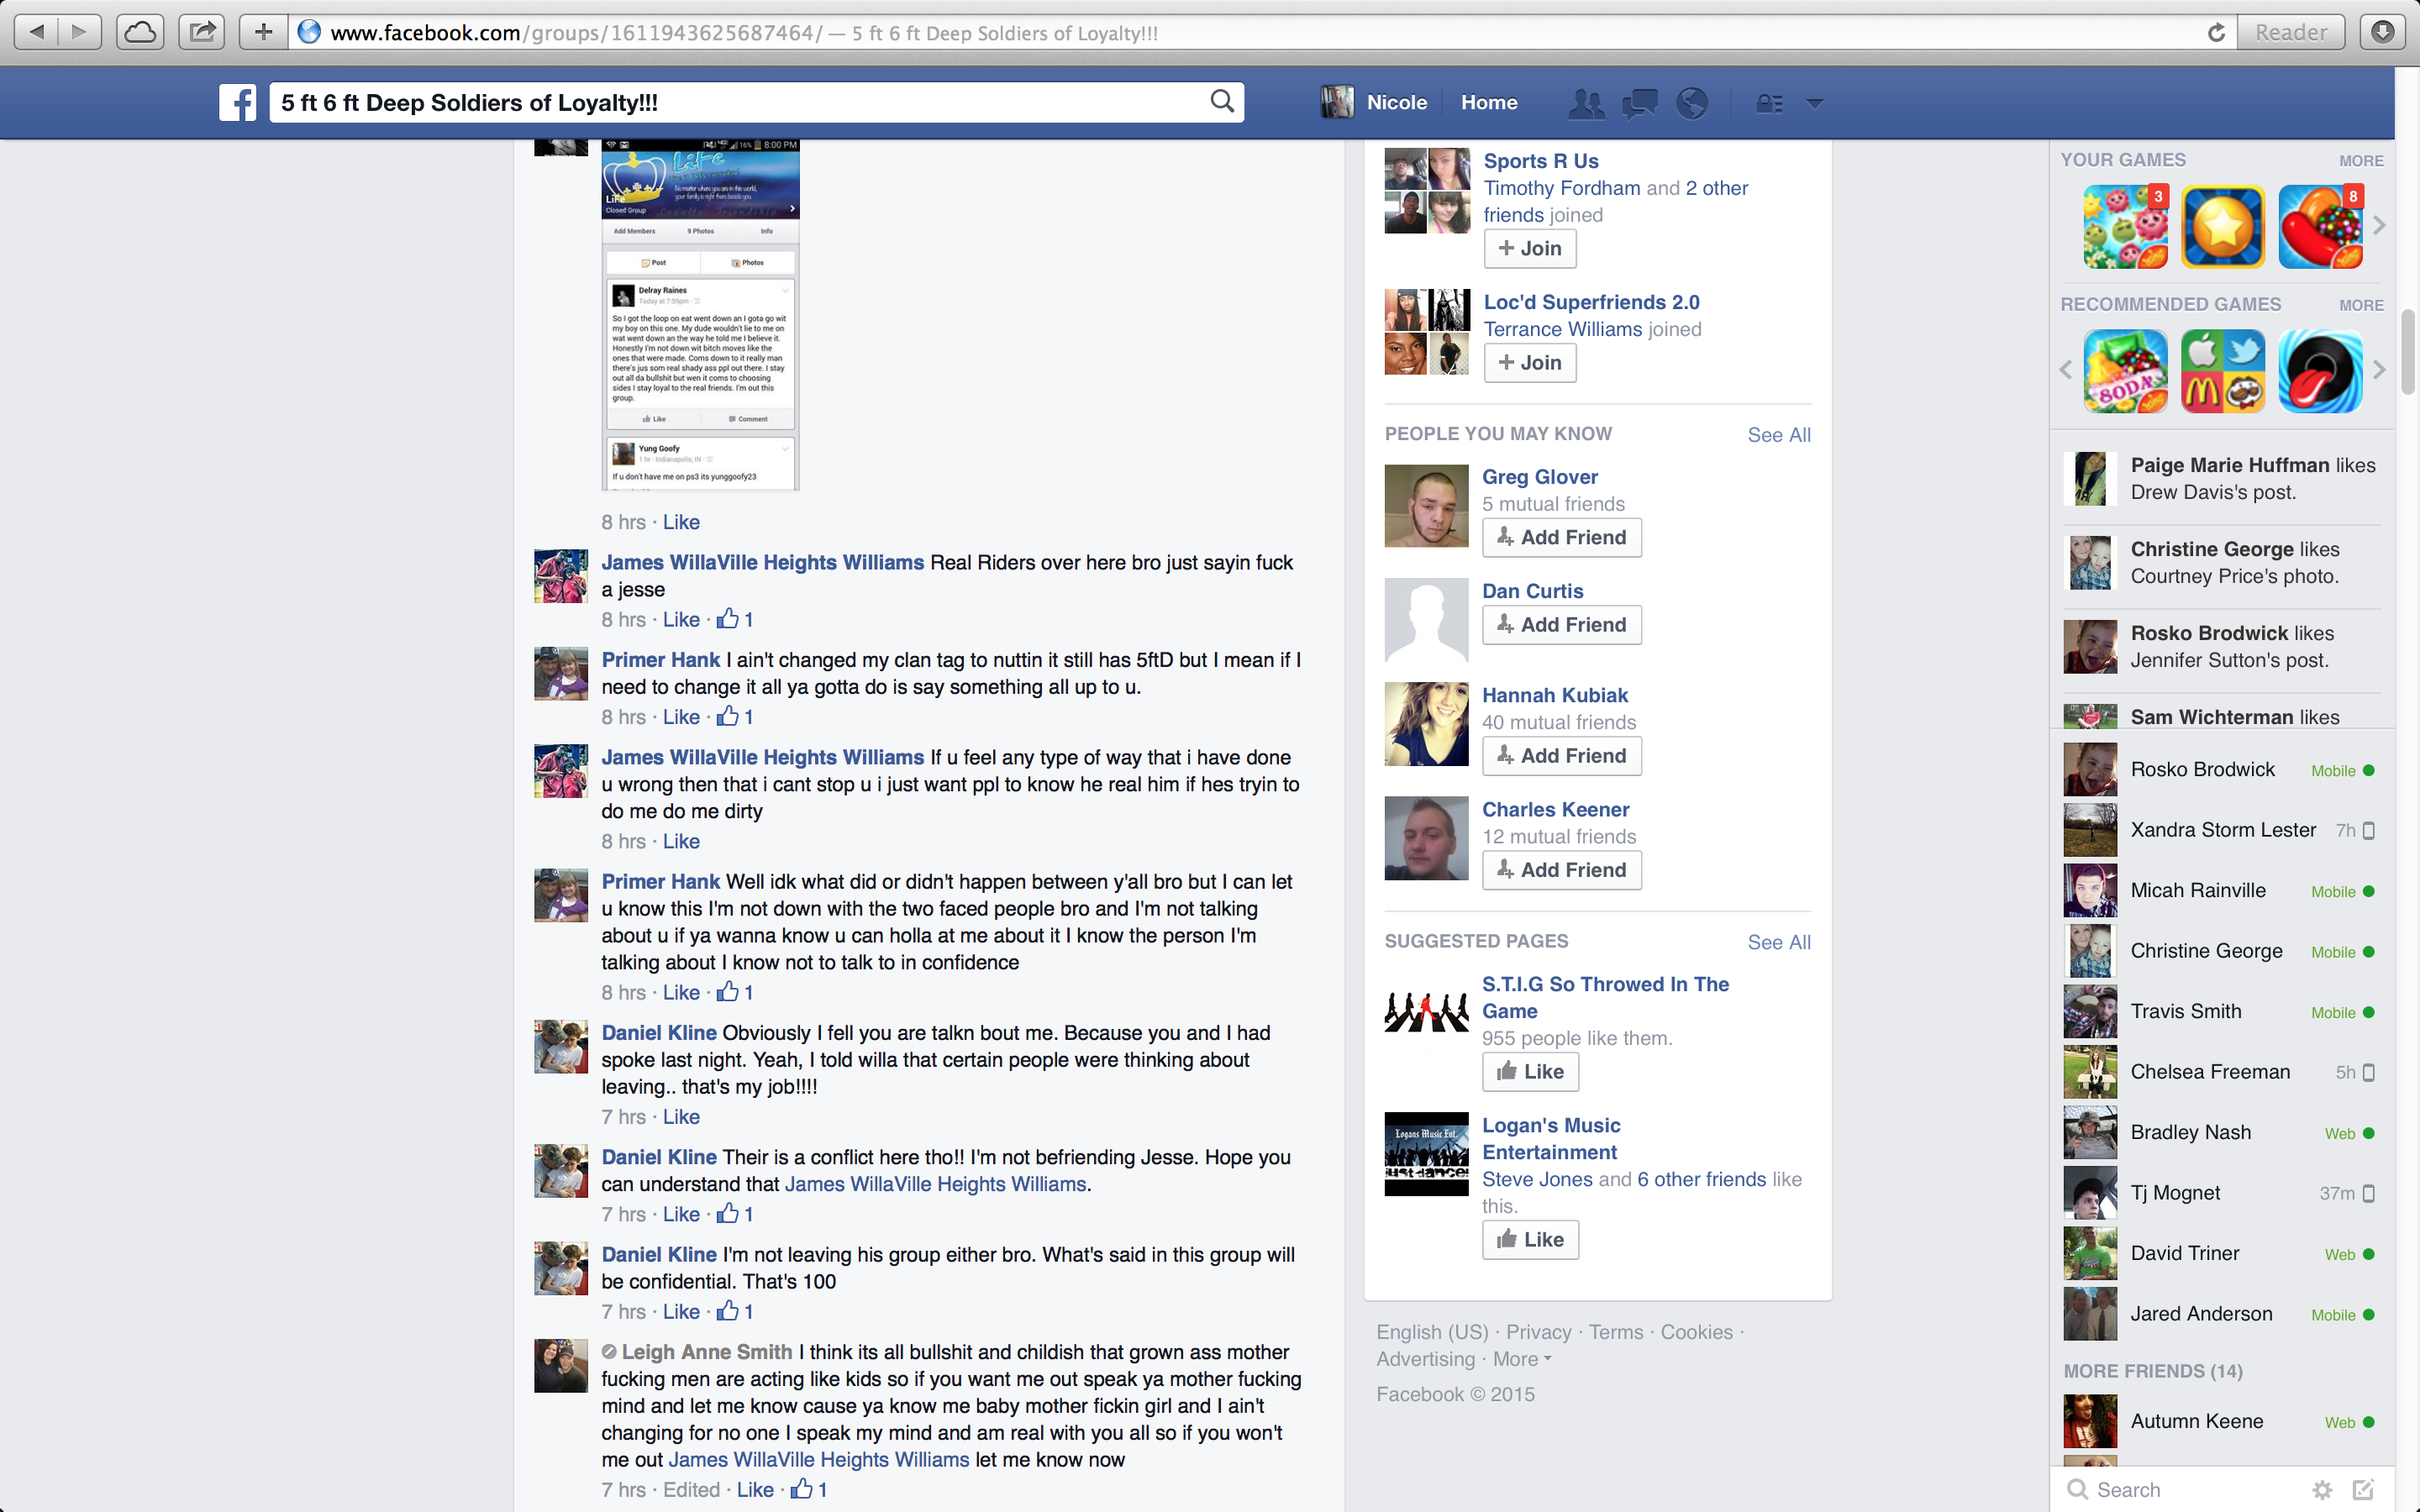 www.facebook.com/groups/1611943625687464/ — 5 ft 6 ft Deep Soldiers of Loyalty!!!
Reader
5 ft 6 ft Deep Soldiers of Loyalty!!!
Nicole
Home
16% 8:00 PM
Life
No matter where you are in this world,
your family is right there beside you
LiFe
Closed Group
Loyalty Friendship
Add Members
9 Photos
Info
Post
Photos
Delray Raines
Today at 7:59pm
So I got the loop on eat went down an I gota go wit
my boy on this one. My dude wouldn't lie to me on
wat went down an the way he told me I believe it.
Honestly I'm not down wit bitch moves like the
ones that were made. Coms down to it really man
there's jus som real shady ass ppl out there. I stay
out all da bullshit but wen it coms to choosing
sides I stay loyal to the real friends. I'm out this
group.
Like
Comment
Yung Goofy
1 hr · Indianapolis, IN
If u don't have me on ps3 its yunggoofy23
8 hrs · Like
James WillaVille Heights Williams Real Riders over here bro just sayin fuck
a jesse
8 hrs · Like · 1
Primer Hank I ain't changed my clan tag to nuttin it still has 5ftD but I mean if I
need to change it all ya gotta do is say something all up to u.
8 hrs · Like · 1
James WillaVille Heights Williams If u feel any type of way that i have done
u wrong then that i cant stop u i just want ppl to know he real him if hes tryin to
do me do me dirty
8 hrs · Like
Primer Hank Well idk what did or didn't happen between y'all bro but I can let
u know this I'm not down with the two faced people bro and I'm not talking
about u if ya wanna know u can holla at me about it I know the person I'm
talking about I know not to talk to in confidence
8 hrs · Like · 1
Daniel Kline Obviously I fell you are talkn bout me. Because you and I had
spoke last night. Yeah, I told willa that certain people were thinking about
leaving.. that's my job!!!!
7 hrs · Like
Daniel Kline Their is a conflict here tho!! I'm not befriending Jesse. Hope you
can understand that James WillaVille Heights Williams.
7 hrs · Like · 1
Daniel Kline I'm not leaving his group either bro. What's said in this group will
be confidential. That's 100
7 hrs · Like · 1
Leigh Anne Smith I think its all bullshit and childish that grown ass mother
fucking men are acting like kids so if you want me out speak ya mother fucking
mind and let me know cause ya know me baby mother fickin girl and I ain't
changing for no one I speak my mind and am real with you all so if you won't
me out James WillaVille Heights Williams let me know now
7 hrs · Edited · Like · 1
Sports R Us
Timothy Fordham and 2 other
friends joined
+ Join
Loc'd Superfriends 2.0
Terrance Williams joined
+ Join
PEOPLE YOU MAY KNOW
See All
Greg Glover
5 mutual friends
Add Friend
Dan Curtis
Add Friend
Hannah Kubiak
40 mutual friends
Add Friend
Charles Keener
12 mutual friends
Add Friend
SUGGESTED PAGES
See All
S.T.I.G So Throwed In The
Game
955 people like them.
Like
Logans Music Ent.
just dance
Logan's Music
Entertainment
Steve Jones and 6 other friends like
this.
Like
English (US) · Privacy · Terms · Cookies ·
Advertising · More
Facebook © 2015
YOUR GAMES
MORE
3
8
RECOMMENDED GAMES
MORE
SODA
Paige Marie Huffman likes
Drew Davis's post.
Christine George likes
Courtney Price's photo.
Rosko Brodwick likes
Jennifer Sutton's post.
Sam Wichterman likes
Rosko Brodwick Mobile
Xandra Storm Lester 7h
Micah Rainville Mobile
Christine George Mobile
Travis Smith Mobile
Chelsea Freeman 5h
Bradley Nash Web
Tj Mognet 37m
David Triner Web
Jared Anderson Mobile
MORE FRIENDS (14)
Autumn Keene Web
Search